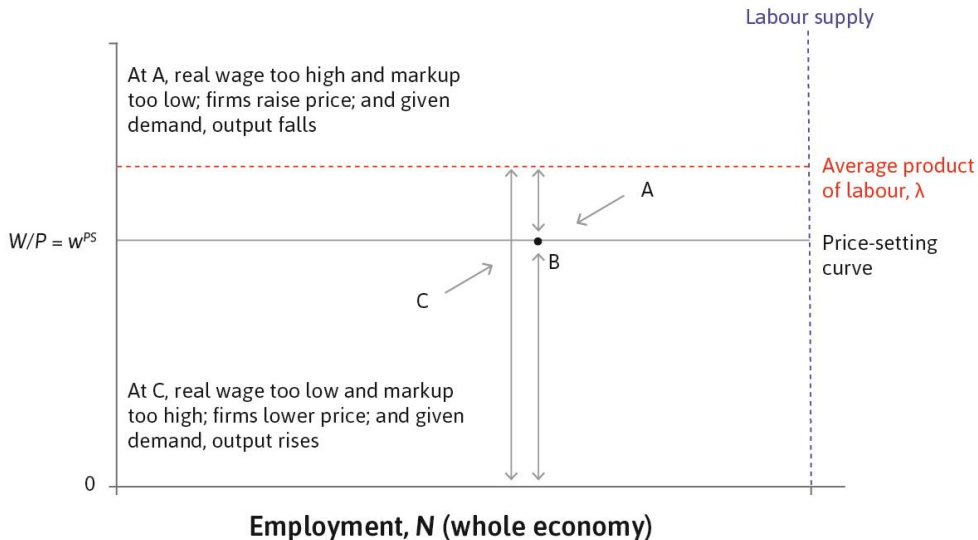 Labour supply
At A, real wage too high and markup
too low; firms raise price; and given
demand, output falls
Average product
of labour, λ
A
W/P = wᴾˢ
B
Price-setting
curve
C
At C, real wage too low and markup
too high; firms lower price; and given
demand, output rises
0
Employment, N (whole economy)